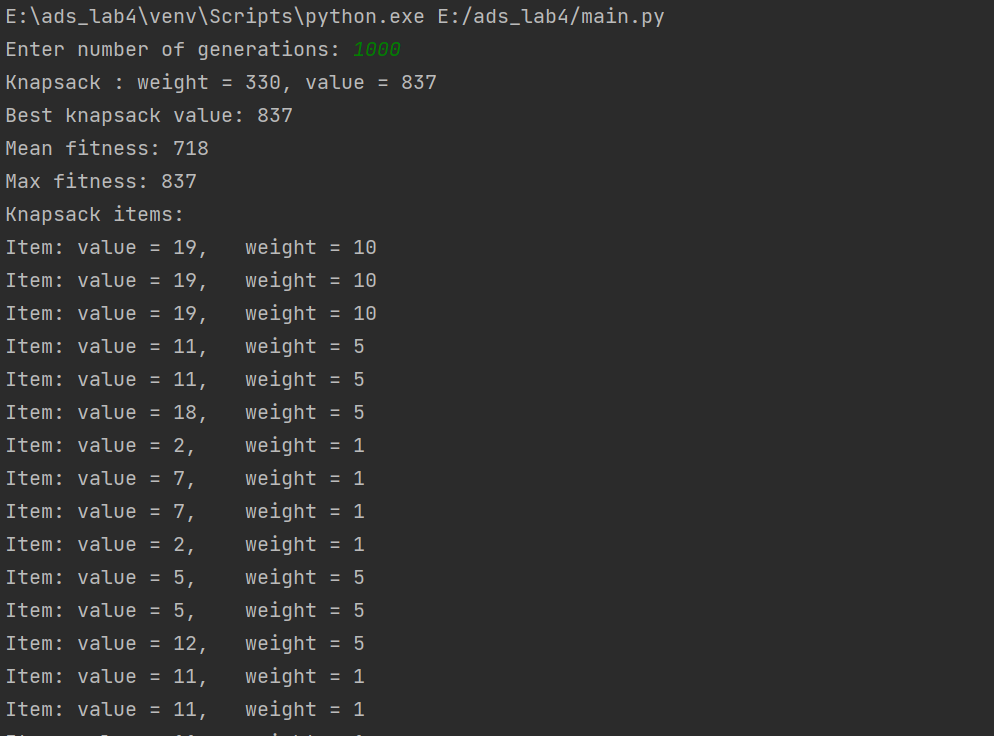 E:\ads_lab4\venv\Scripts\python.exe E:/ads_lab4/main.py
Enter number of generations: 1000
Knapsack : weight = 330, value = 837
Best knapsack value: 837
Mean fitness: 718
Max fitness: 837
Knapsack items:
Item: value = 19,   weight = 10
Item: value = 19,   weight = 10
Item: value = 19,   weight = 10
Item: value = 11,   weight = 5
Item: value = 11,   weight = 5
Item: value = 18,   weight = 5
Item: value = 2,    weight = 1
Item: value = 7,    weight = 1
Item: value = 7,    weight = 1
Item: value = 2,    weight = 1
Item: value = 5,    weight = 5
Item: value = 5,    weight = 5
Item: value = 12,   weight = 5
Item: value = 11,   weight = 1
Item: value = 11,   weight = 1